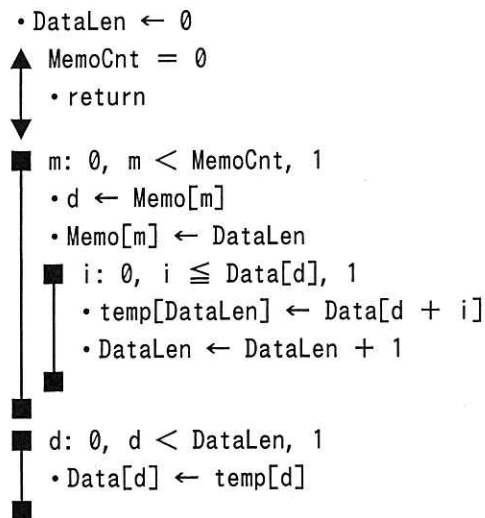 ・DataLen ← 0
MemoCnt = 0
・return
m: 0, m < MemoCnt, 1
・d ← Memo[m]
・Memo[m] ← DataLen
i: 0, i ≦ Data[d], 1
・temp[DataLen] ← Data[d + i]
・DataLen ← DataLen + 1
d: 0, d < DataLen, 1
・Data[d] ← temp[d]